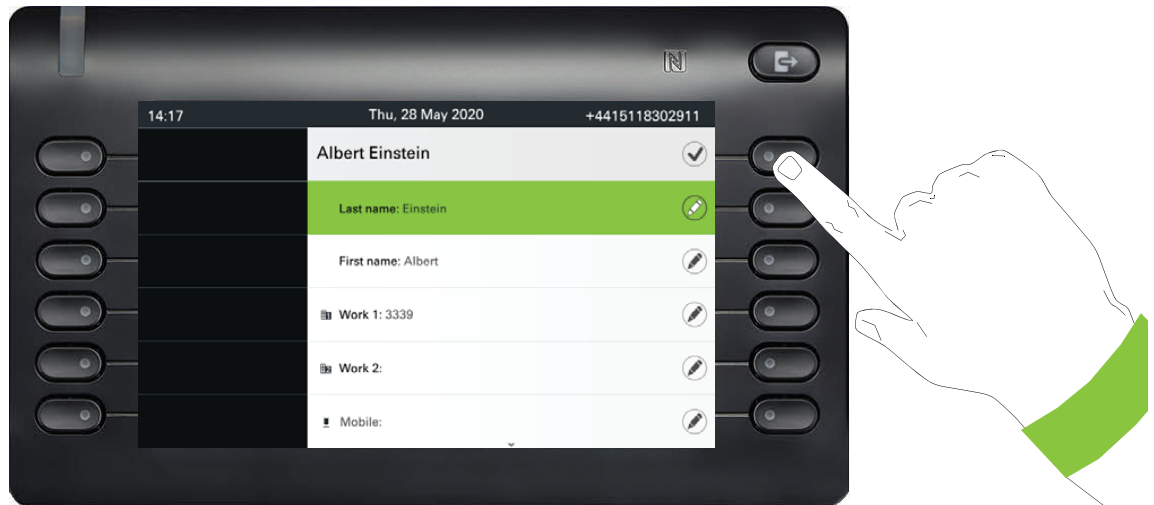 14:17 Thu, 28 May 2020 +4415118302911
Albert Einstein
Last name: Einstein
First name: Albert
Work 1: 3339
Work 2:
Mobile: